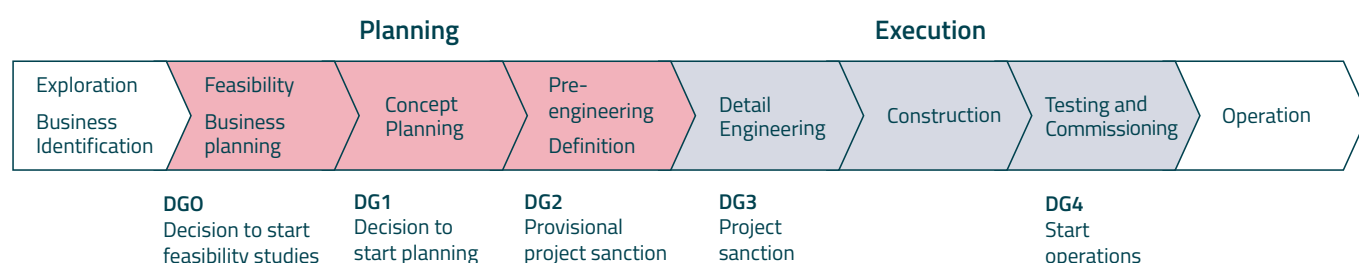 Planning
Execution
Exploration
Business
Identification
Feasibility
Business
planning
Concept
Planning
Pre-
engineering
Definition
Detail
Engineering
Construction
Testing and
Commissioning
Operation
DG0
Decision to start
feasibility studies
DG1
Decision to
start planning
DG2
Provisional
project sanction
DG3
Project
sanction
DG4
Start
operations